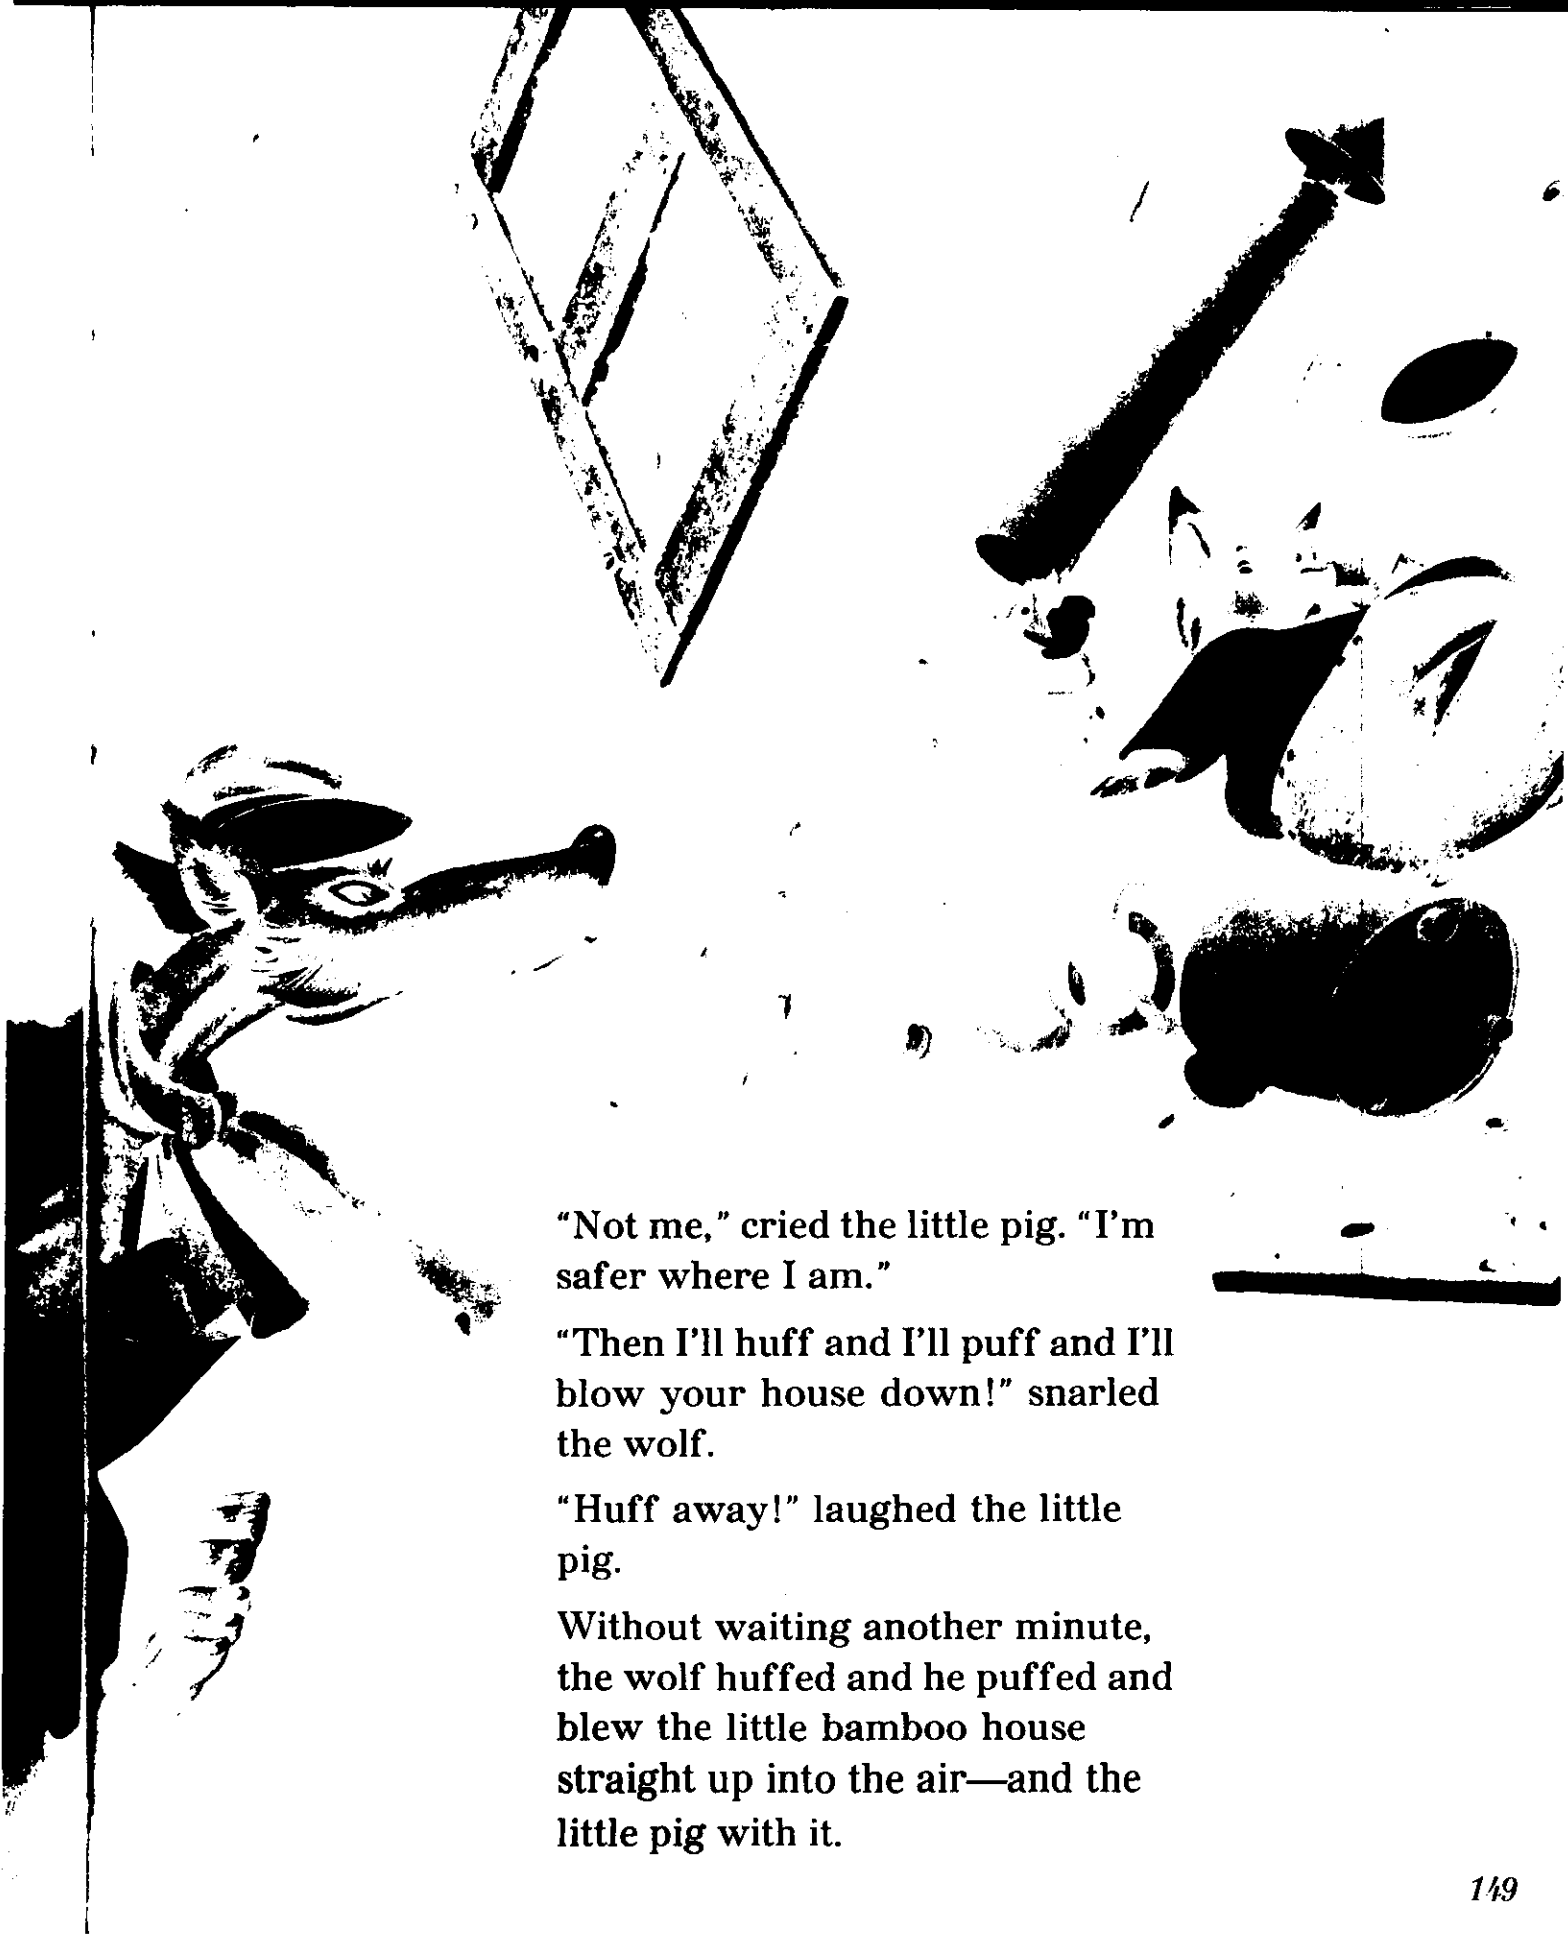 “Not me,” cried the little pig. “I’m
safer where I am.”
“Then I’ll huff and I’ll puff and I’ll
blow your house down!” snarled
the wolf.
“Huff away!” laughed the little
pig.
Without waiting another minute,
the wolf huffed and he puffed and
blew the little bamboo house
straight up into the air—and the
little pig with it.
149